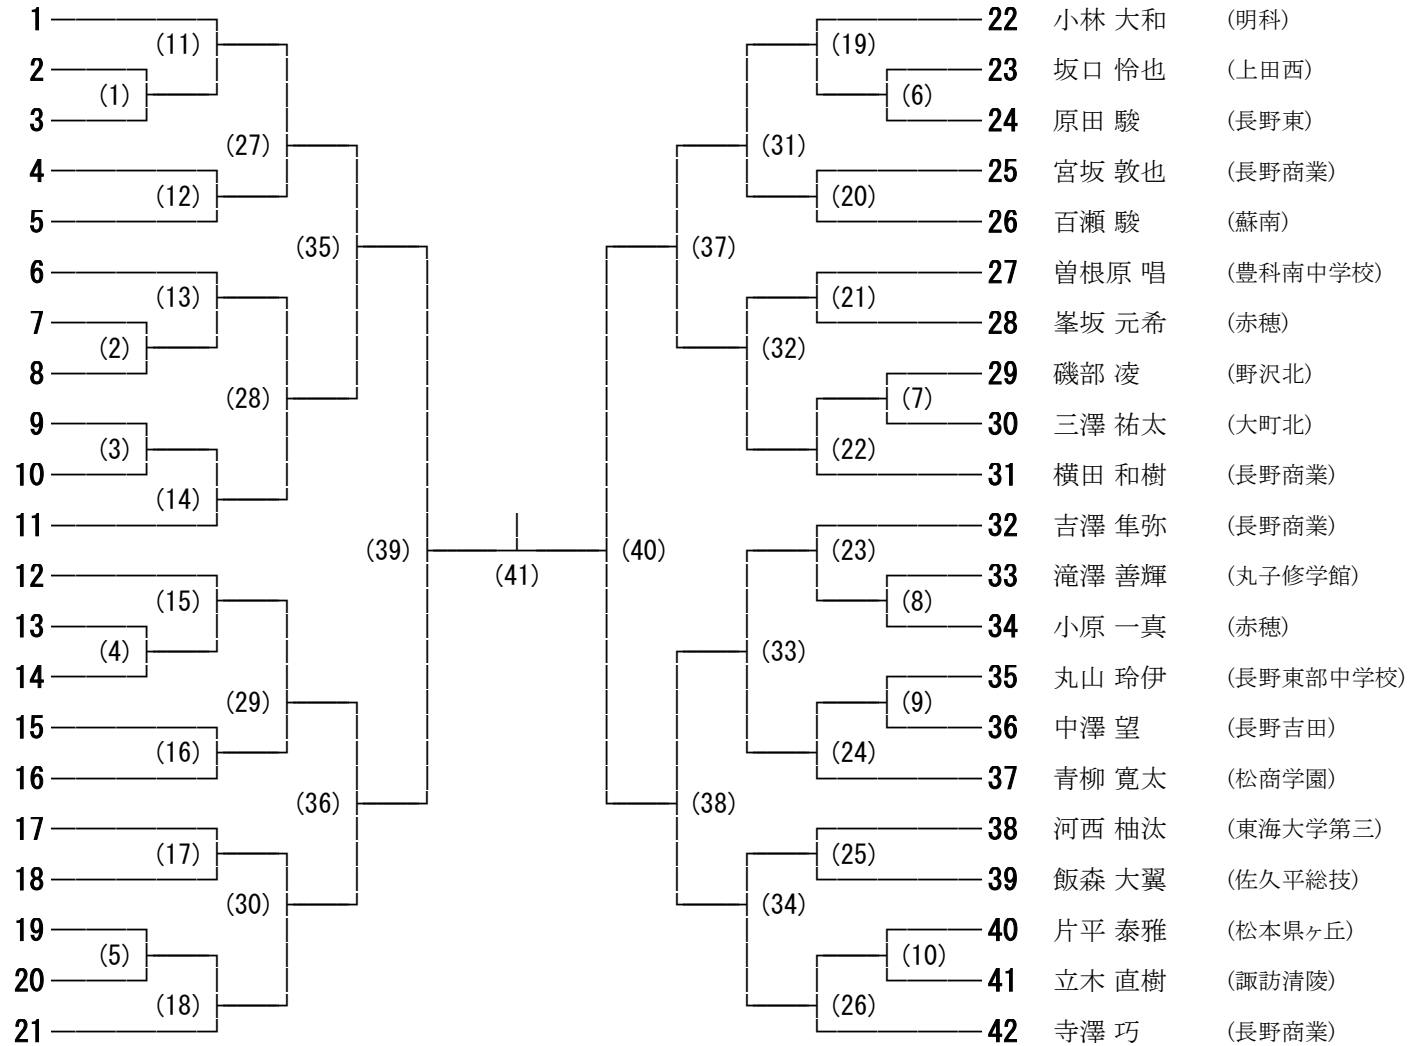 1
22 小林 大和 (明科)
(11) (19)
2
23 坂口 怜也 (上田西)
(1) (6)
3
24 原田 駿 (長野東)
(27) (31)
4
25 宮坂 敦也 (長野商業)
(12) (20)
5
26 百瀬 駿 (蘇南)
(35) (37)
6
27 曽根原 唱 (豊科南中学校)
(13) (21)
7
28 峯坂 元希 (赤穂)
(2) (32)
8
29 磯部 凌 (野沢北)
(28) (7)
9
30 三澤 祐太 (大町北)
(3) (22)
10
31 横田 和樹 (長野商業)
(14)
11
32 吉澤 隼弥 (長野商業)
(39) (40) (23)
12 (41)
33 滝澤 善輝 (丸子修学館)
(15) (8)
13
34 小原 一真 (赤穂)
(4) (33)
14
35 丸山 玲伊 (長野東部中学校)
(29) (9)
15
36 中澤 望 (長野吉田)
(16) (24)
16
37 青柳 寛太 (松商学園)
(36) (38)
17
38 河西 柚汰 (東海大学第三)
(17) (25)
18
39 飯森 大翼 (佐久平総技)
(30) (34)
19
40 片平 泰雅 (松本県ヶ丘)
(5) (10)
20
41 立木 直樹 (諏訪清陵)
(18) (26)
21
42 寺澤 巧 (長野商業)